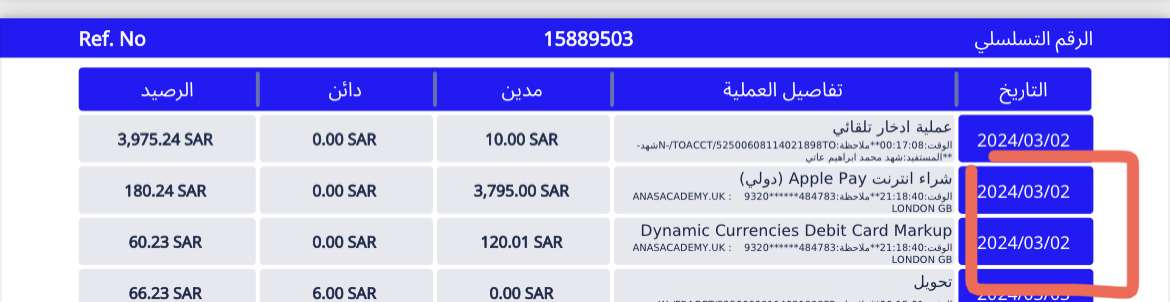 Ref. No 15889503 الرقم التسلسلي
التاريخ تفاصيل العملية مدين دائن الرصيد
2024/03/02 عملية ادخار تلقائي 10.00 SAR 0.00 SAR 3,975.24 SAR
الوقت:00:17:08**ملاحظة:N-/TOACCT/52500608114021898TOشهد-
**المستفيد:شهد محمد ابراهيم عاتي
2024/03/02 شراء انترنت Apple Pay (دولي) 3,795.00 SAR 0.00 SAR 180.24 SAR
الوقت:21:18:40**ملاحظة:484783******9320 ANASACADEMY.UK :
LONDON GB
2024/03/02 Dynamic Currencies Debit Card Markup 120.01 SAR 0.00 SAR 60.23 SAR
الوقت:21:18:40**ملاحظة:484783******9320 ANASACADEMY.UK :
LONDON GB
تحويل 0.00 SAR 6.00 SAR 66.23 SAR